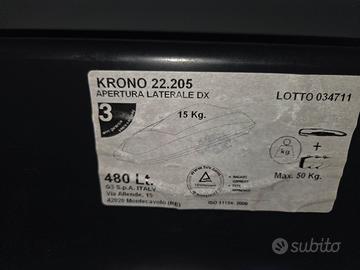 KRONO 22.205
APERTURA LATERALE DX
LOTTO 034711
3
15 Kg.
kg
+
Max. 50 Kg.
480 Lt.
G3 S.p.A. ITALY
Via Allende, 15
42020 Montecavolo (RE)
ISO 11154: 2006
subito